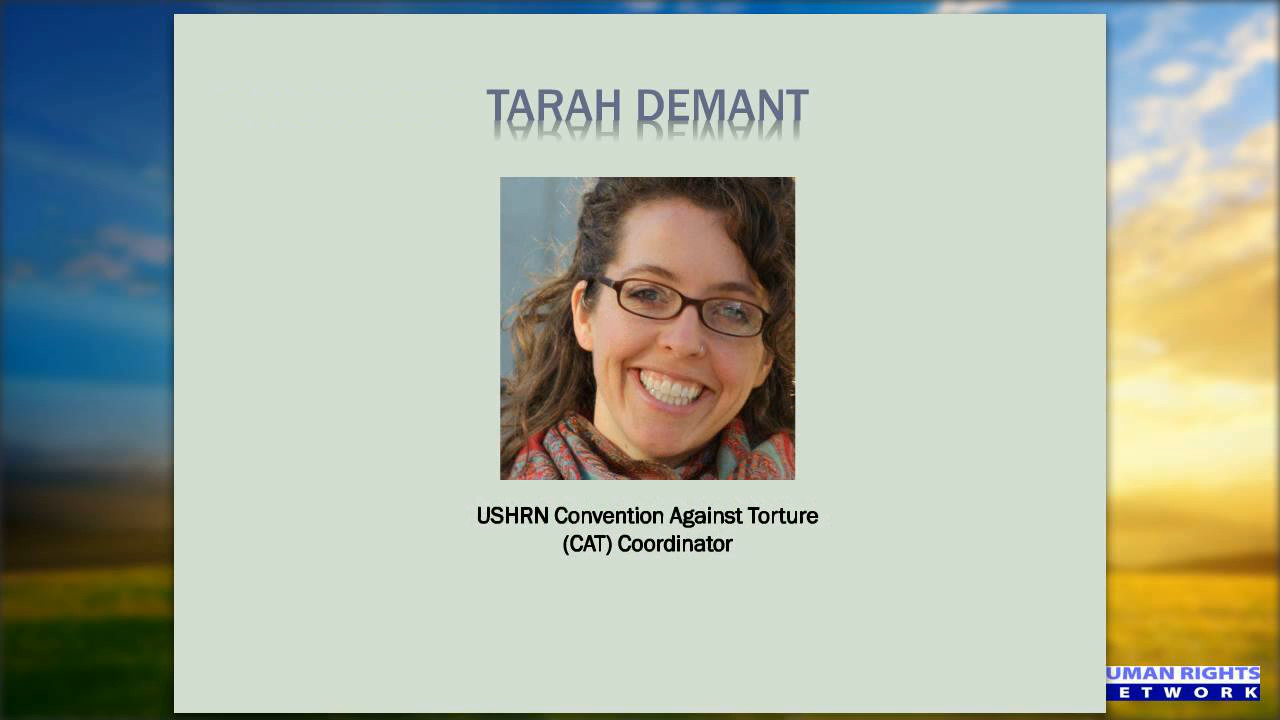 TARAH DEMANT
USHRN Convention Against Torture
(CAT) Coordinator
UMAN RIGHTS
ETWORK